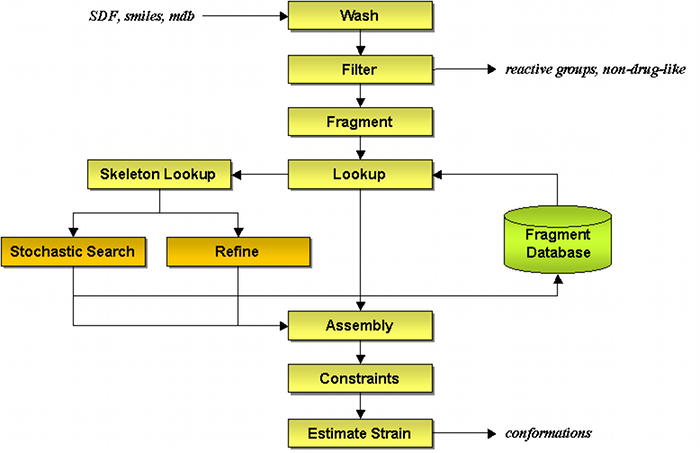 SDF, smiles, mdb
Wash
Filter
reactive groups, non-drug-like
Fragment
Skeleton Lookup
Lookup
Stochastic Search
Refine
Fragment
Database
Assembly
Constraints
Estimate Strain
conformations